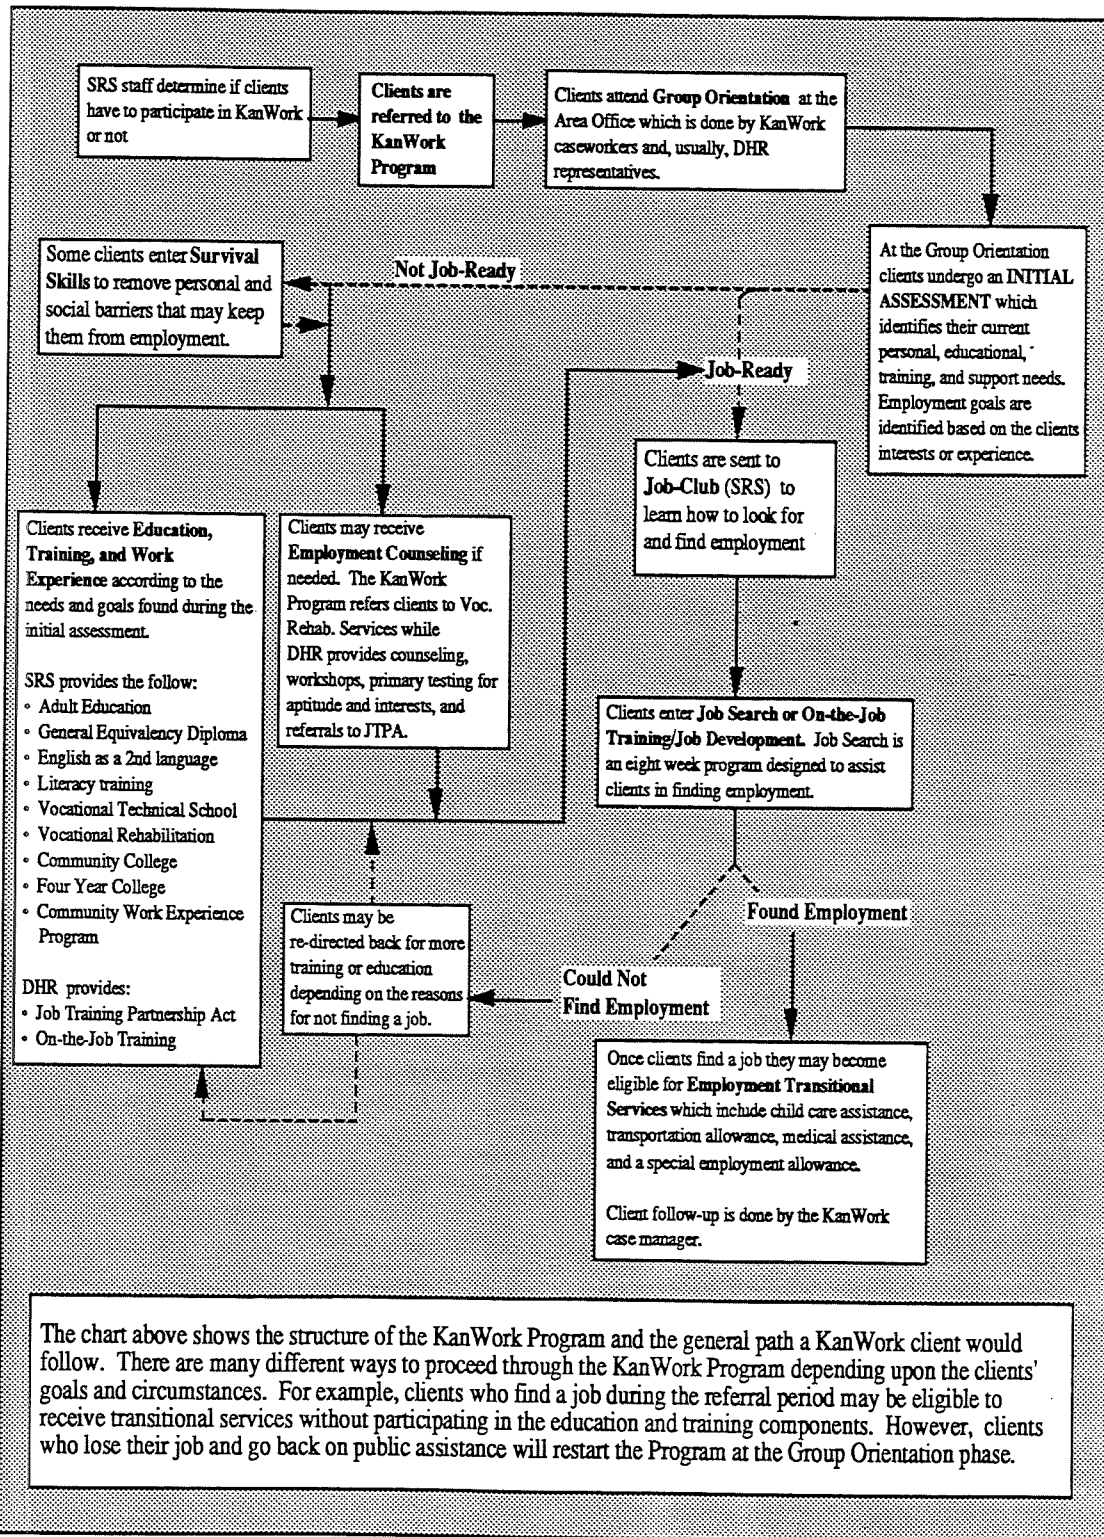 SRS staff determine if clients
have to participate in KanWork
or not
Clients are
referred to the
KanWork
Program
Clients attend Group Orientation at the
Area Office which is done by KanWork
caseworkers and, usually, DHR
representatives.
At the Group Orientation
clients undergo an INITIAL
ASSESSMENT which
identifies their current
personal, educational,
training, and support needs.
Employment goals are
identified based on the clients
interests or experience.
Not Job-Ready
Some clients enter Survival
Skills to remove personal and
social barriers that may keep
them from employment.
Job-Ready
Clients are sent to
Job-Club (SRS) to
learn how to look for
and find employment
Clients receive Education,
Training, and Work
Experience according to the
needs and goals found during the
initial assessment.
SRS provides the follow:
◦ Adult Education
◦ General Equivalency Diploma
◦ English as a 2nd language
◦ Literacy training
◦ Vocational Technical School
◦ Vocational Rehabilitation
◦ Community College
◦ Four Year College
◦ Community Work Experience
Program
DHR provides:
◦ Job Training Partnership Act
◦ On-the-Job Training
Clients may receive
Employment Counseling if
needed. The KanWork
Program refers clients to Voc.
Rehab. Services while
DHR provides counseling,
workshops, primary testing for
aptitude and interests, and
referrals to JTPA.
Clients enter Job Search or On-the-Job
Training/Job Development. Job Search is
an eight week program designed to assist
clients in finding employment.
Found Employment
Could Not
Find Employment
Clients may be
re-directed back for more
training or education
depending on the reasons
for not finding a job.
Once clients find a job they may become
eligible for Employment Transitional
Services which include child care assistance,
transportation allowance, medical assistance,
and a special employment allowance.
Client follow-up is done by the KanWork
case manager.
The chart above shows the structure of the KanWork Program and the general path a KanWork client would
follow. There are many different ways to proceed through the KanWork Program depending upon the clients'
goals and circumstances. For example, clients who find a job during the referral period may be eligible to
receive transitional services without participating in the education and training components. However, clients
who lose their job and go back on public assistance will restart the Program at the Group Orientation phase.